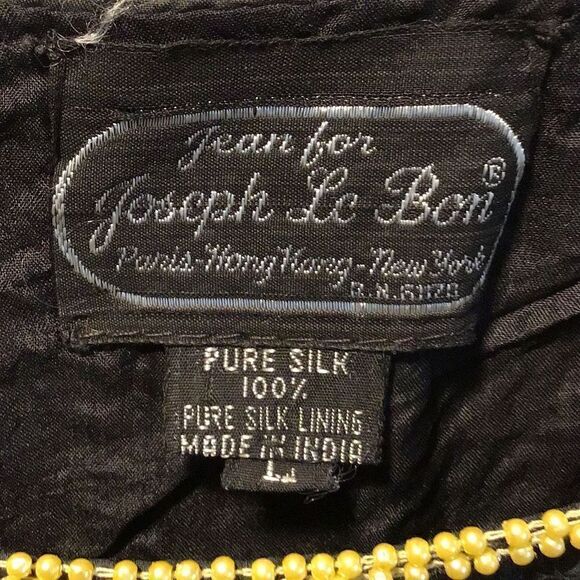 Jean for
Joseph Le Bon ®
Paris-Hong Kong-New York
PURE SILK
100%
PURE SILK LINING
MADE IN INDIA
L